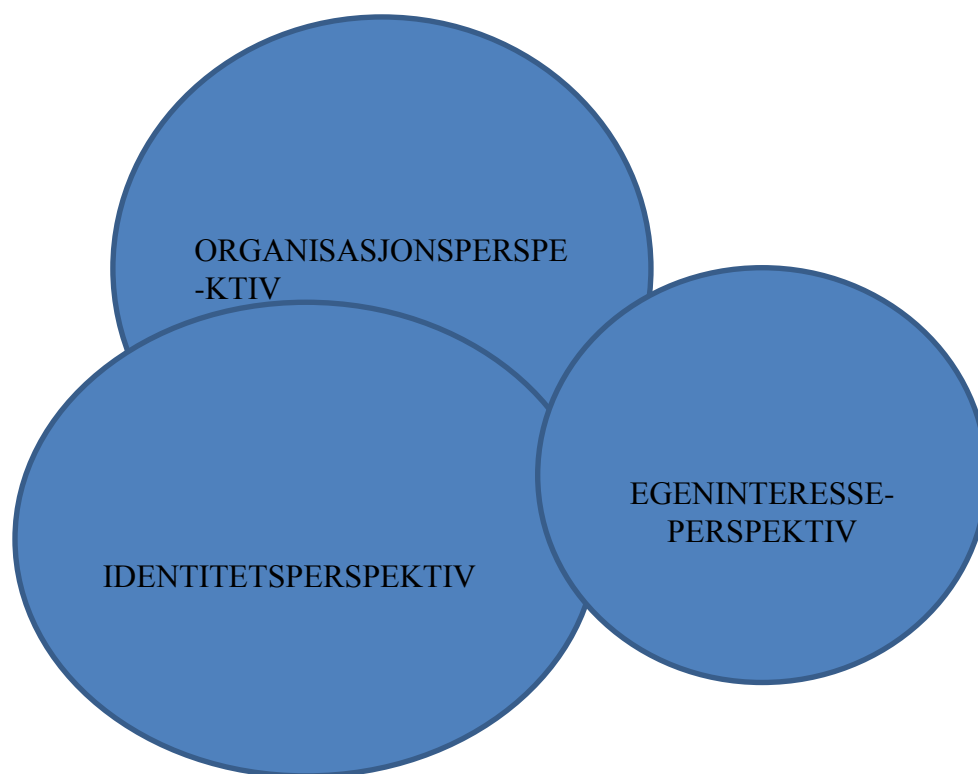 ORGANISASJONSPERSPE
-KTIV
EGENINTERESSE-
PERSPEKTIV
IDENTITETSPERSPEKTIV